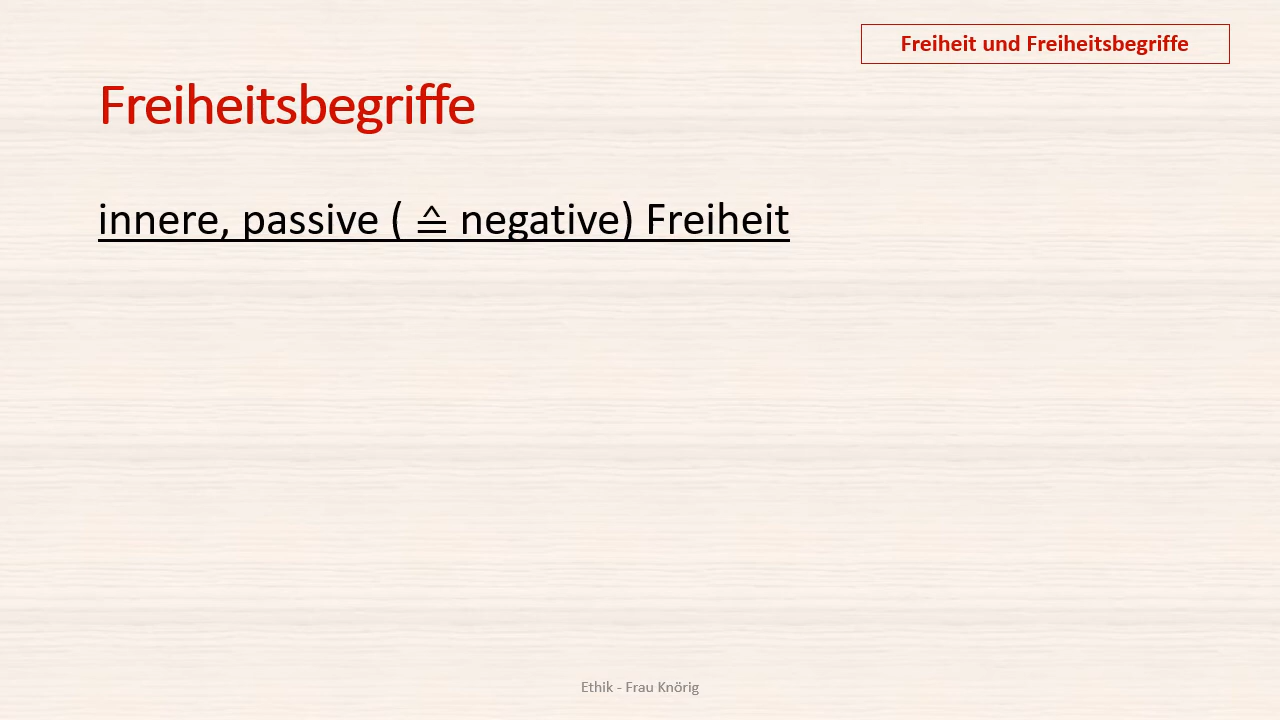 Freiheit und Freiheitsbegriffe
Freiheitsbegriffe
innere, passive ( ≙ negative) Freiheit
Ethik - Frau Knörig